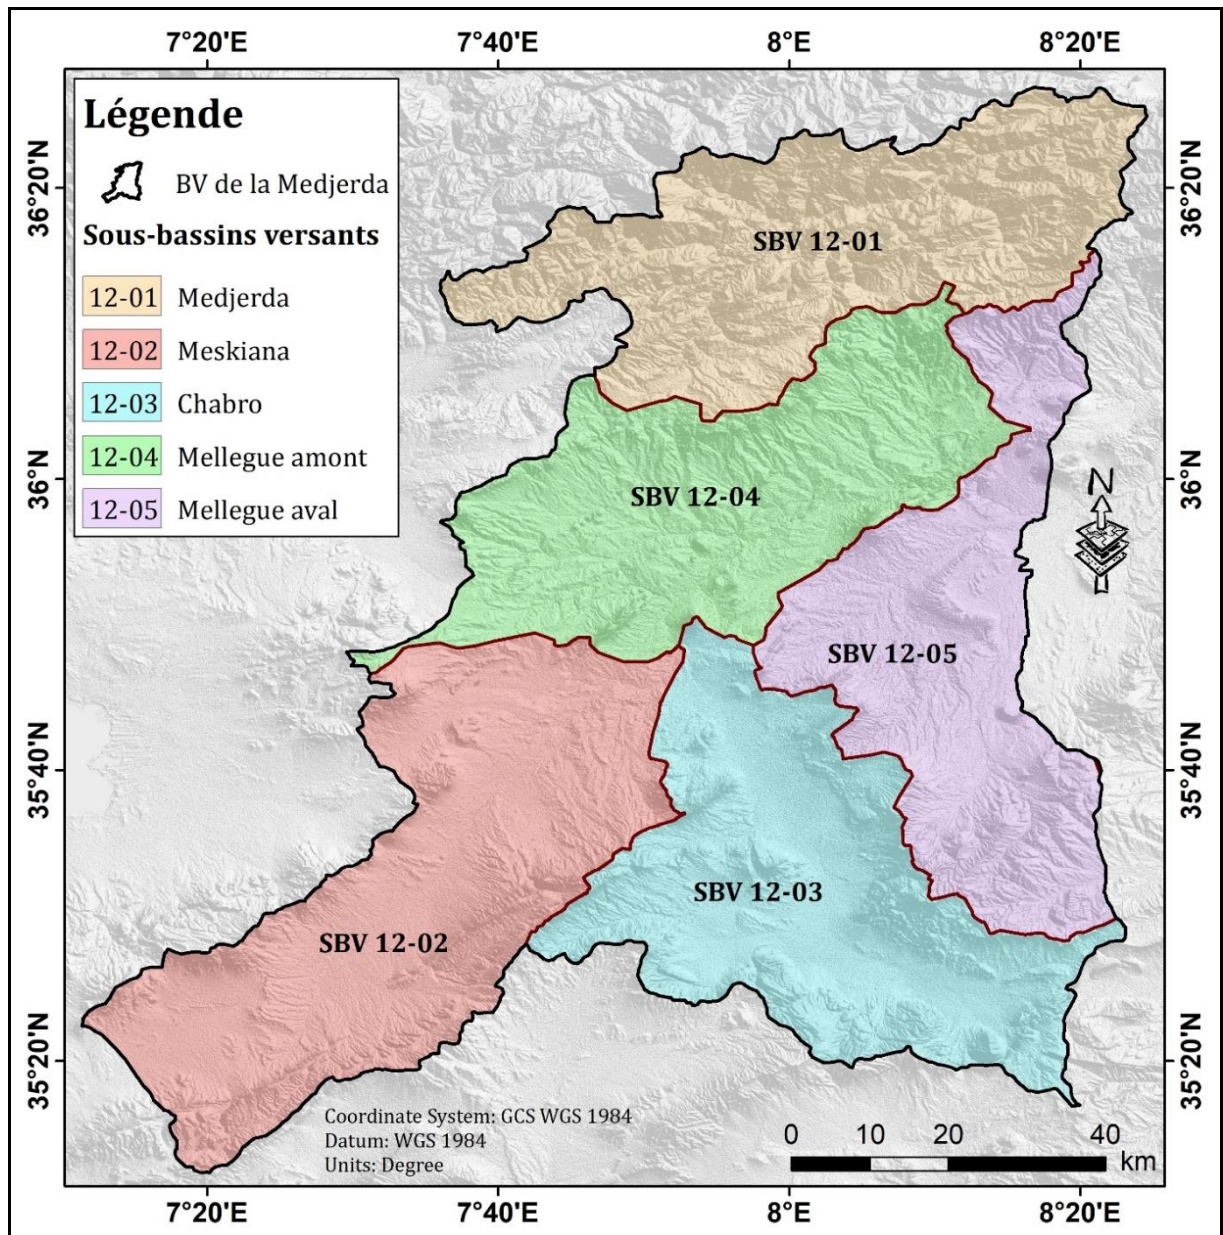 7°20'E 7°40'E 8°E 8°20'E
Légende
BV de la Medjerda
Sous-bassins versants
12-01 Medjerda
12-02 Meskiana
12-03 Chabro
12-04 Mellegue amont
12-05 Mellegue aval
36°20'N
36°20'N
SBV 12-01
36°N
36°N
N
SBV 12-04
SBV 12-05
35°40'N
35°40'N
SBV 12-03
SBV 12-02
35°20'N
35°20'N
Coordinate System: GCS WGS 1984
Datum: WGS 1984
Units: Degree
0 10 20 40
km
7°20'E 7°40'E 8°E 8°20'E